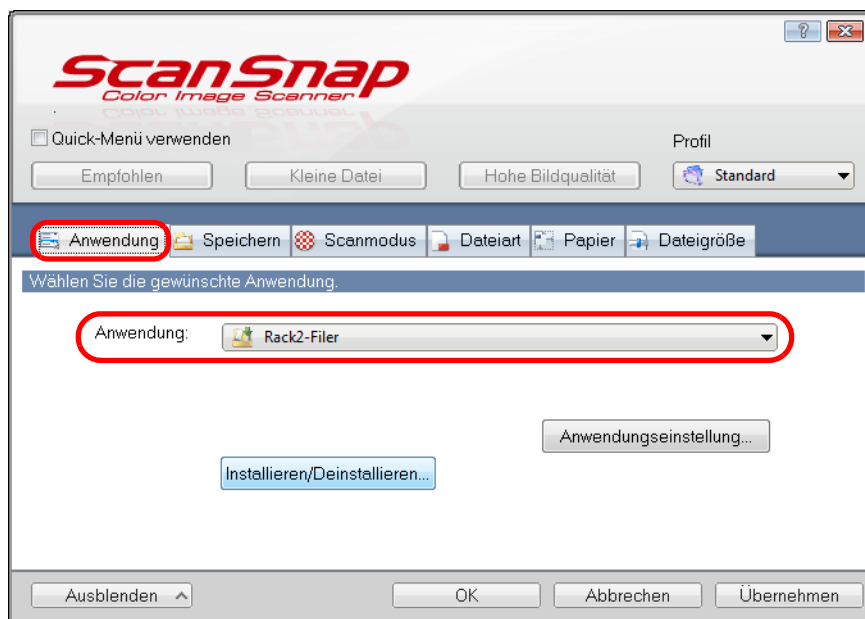 ScanSnap
Color Image Scanner
Quick-Menü verwenden
Profil
Empfohlen
Kleine Datei
Hohe Bildqualität
Standard
Anwendung
Speichern
Scanmodus
Dateiart
Papier
Dateigröße
Wählen Sie die gewünschte Anwendung.
Anwendung:
Rack2-Filer
Anwendungseinstellung...
Installieren/Deinstallieren...
Ausblenden
OK
Abbrechen
Übernehmen